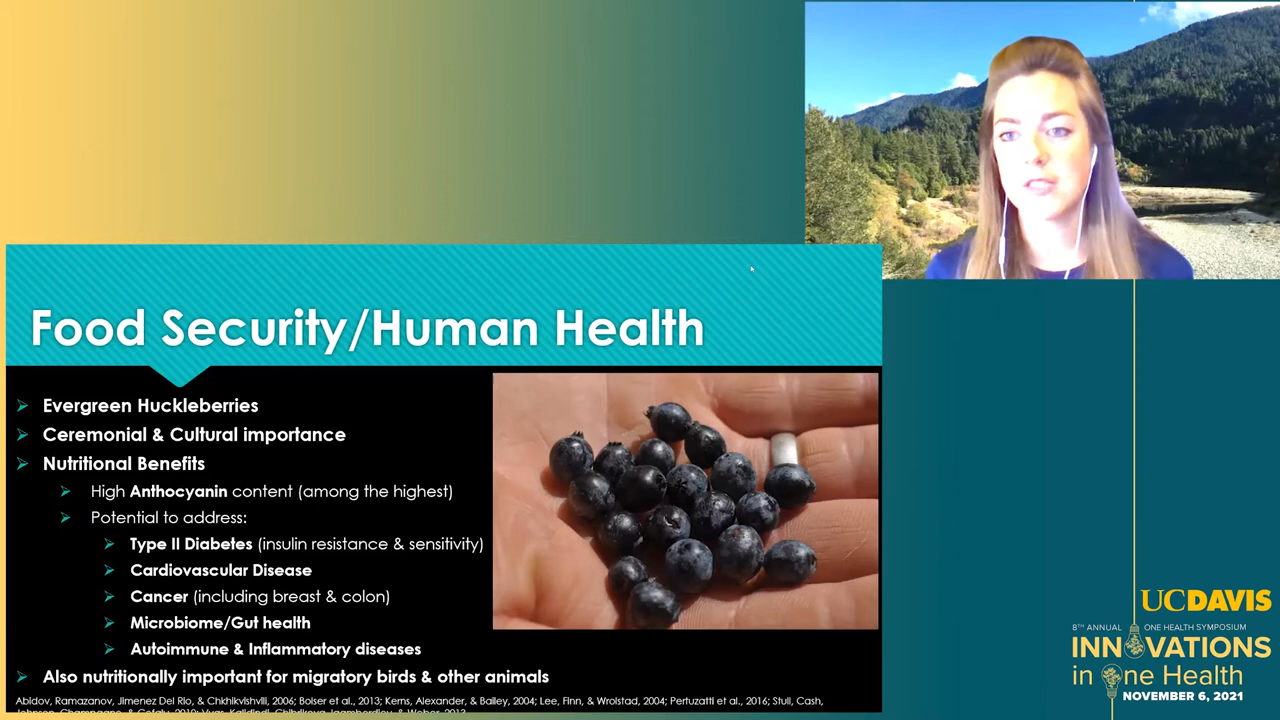 Food Security/Human Health
Evergreen Huckleberries
Ceremonial & Cultural importance
Nutritional Benefits
High Anthocyanin content (among the highest)
Potential to address:
Type II Diabetes (insulin resistance & sensitivity)
Cardiovascular Disease
Cancer (including breast & colon)
Microbiome/Gut health
Autoimmune & Inflammatory diseases
Also nutritionally important for migratory birds & other animals
Abidov, Ramazanov, Jimenez Del Rio, & Chkhikvishvili, 2006; Boiser et al., 2013; Kerns, Alexander, & Bailey, 2004; Lee, Finn, & Wrolstad, 2004; Pertuzatti et al., 2016; Stull, Cash,
UCDAVIS
8TH ANNUAL ONE HEALTH SYMPOSIUM
INNOVATIONS
in One Health
NOVEMBER 6, 2021